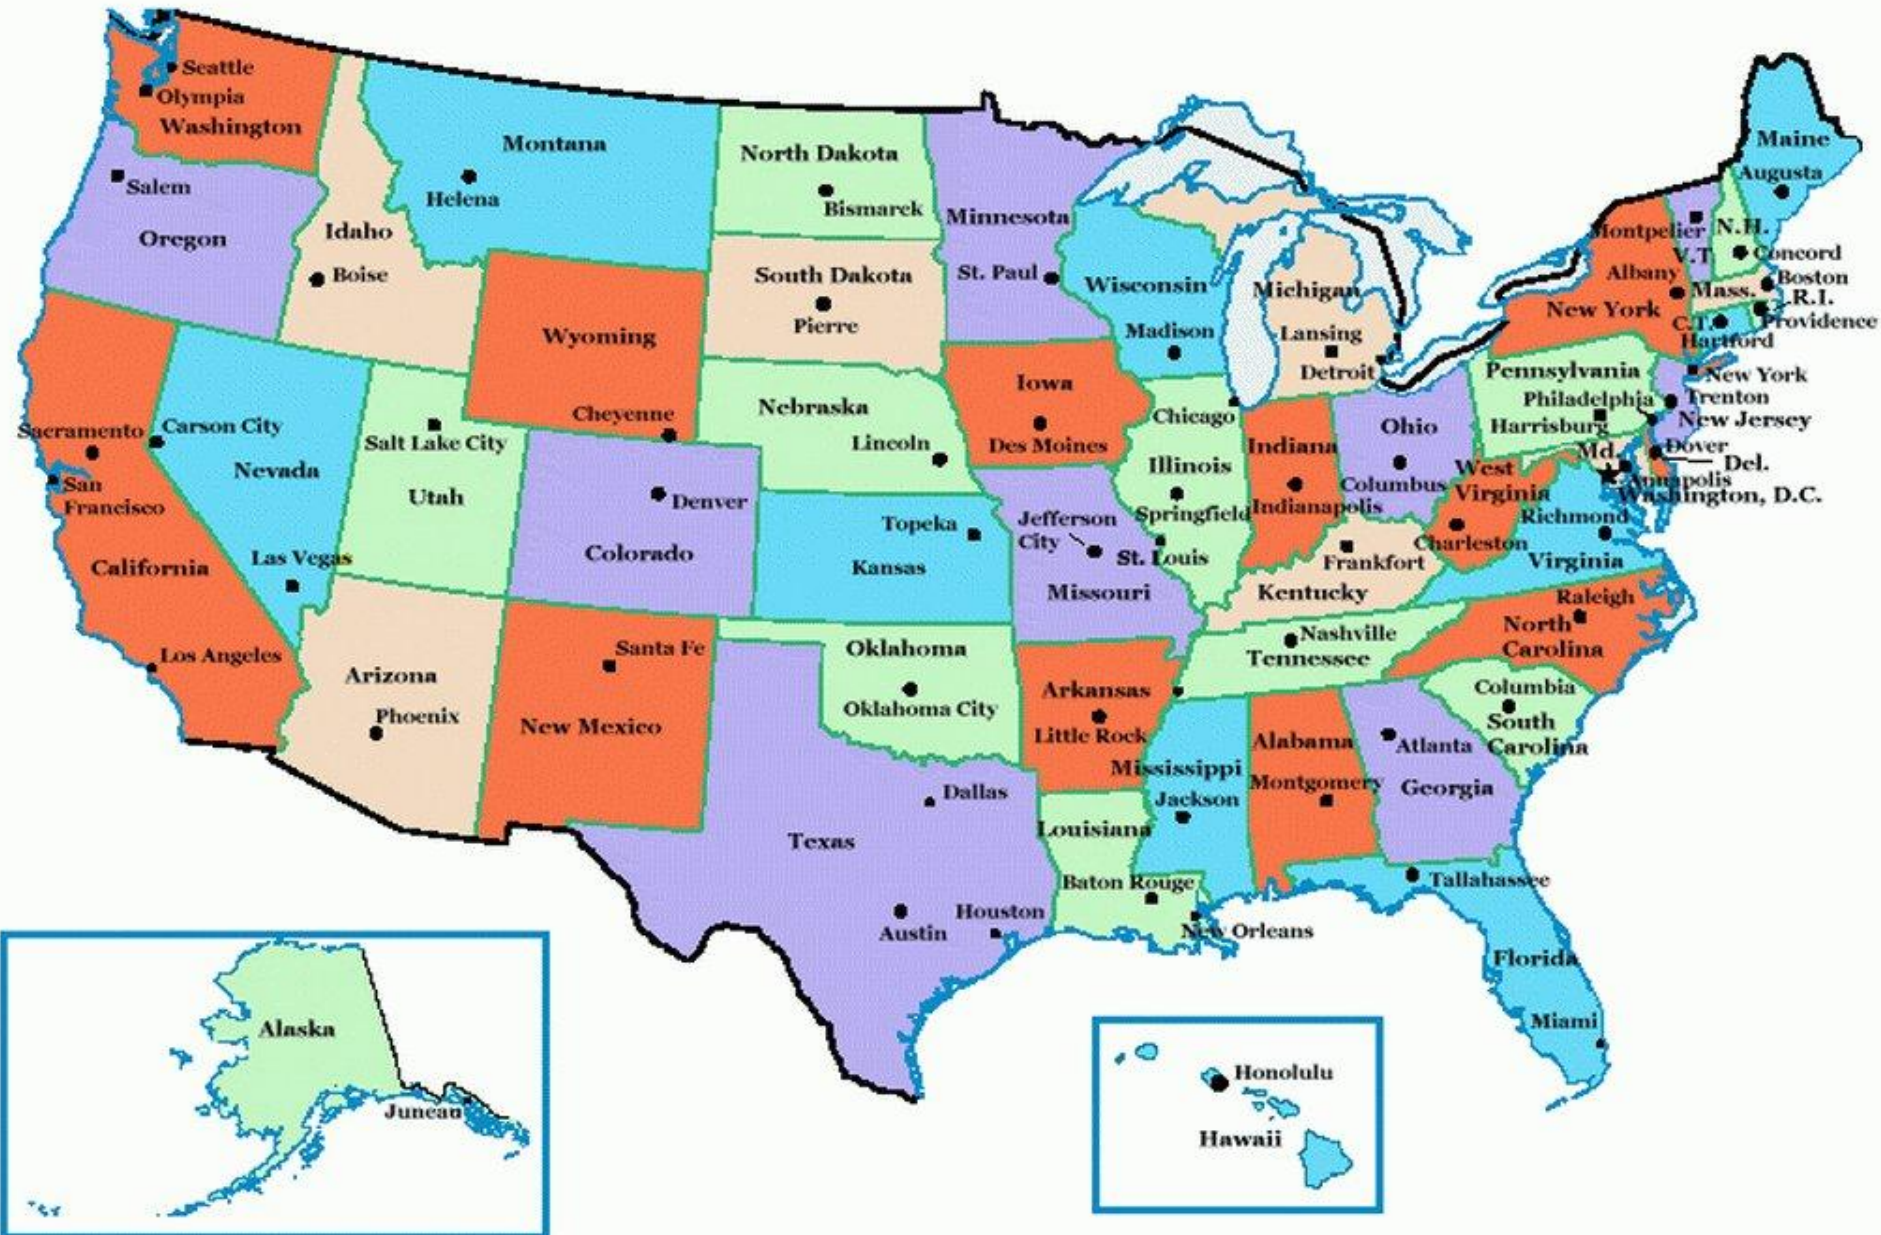 Seattle
Olympia
Washington
Salem
Oregon
Idaho
Boise
Montana
Helena
North Dakota
Bismarck
Minnesota
St. Paul
South Dakota
Pierre
Wyoming
Cheyenne
Wisconsin
Madison
Michigan
Lansing
Detroit
Maine
Augusta
Montpelier
V.T
N.H.
Concord
Albany
New York
Mass.
Boston
R.I.
Providence
C.T.
Hartford
New York
Pennsylvania
Philadelphia
Harrisburg
Trenton
New Jersey
Md.
Dover
Del.
Annapolis
Washington, D.C.
Sacramento
San
Francisco
California
Los Angeles
Carson City
Nevada
Las Vegas
Salt Lake City
Utah
Denver
Colorado
Nebraska
Lincoln
Iowa
Des Moines
Chicago
Illinois
Springfield
Indiana
Indianapolis
Ohio
Columbus
West
Virginia
Charleston
Richmond
Virginia
Topeka
Kansas
Jefferson
City
St. Louis
Missouri
Frankfort
Kentucky
Arizona
Phoenix
Santa Fe
New Mexico
Oklahoma
Oklahoma City
Arkansas
Little Rock
Nashville
Tennessee
Raleigh
North
Carolina
Columbia
South
Carolina
Texas
Dallas
Austin
Houston
Louisiana
Baton Rouge
New Orleans
Mississippi
Jackson
Alabama
Montgomery
Atlanta
Georgia
Tallahassee
Florida
Miami
Alaska
Juneau
Honolulu
Hawaii